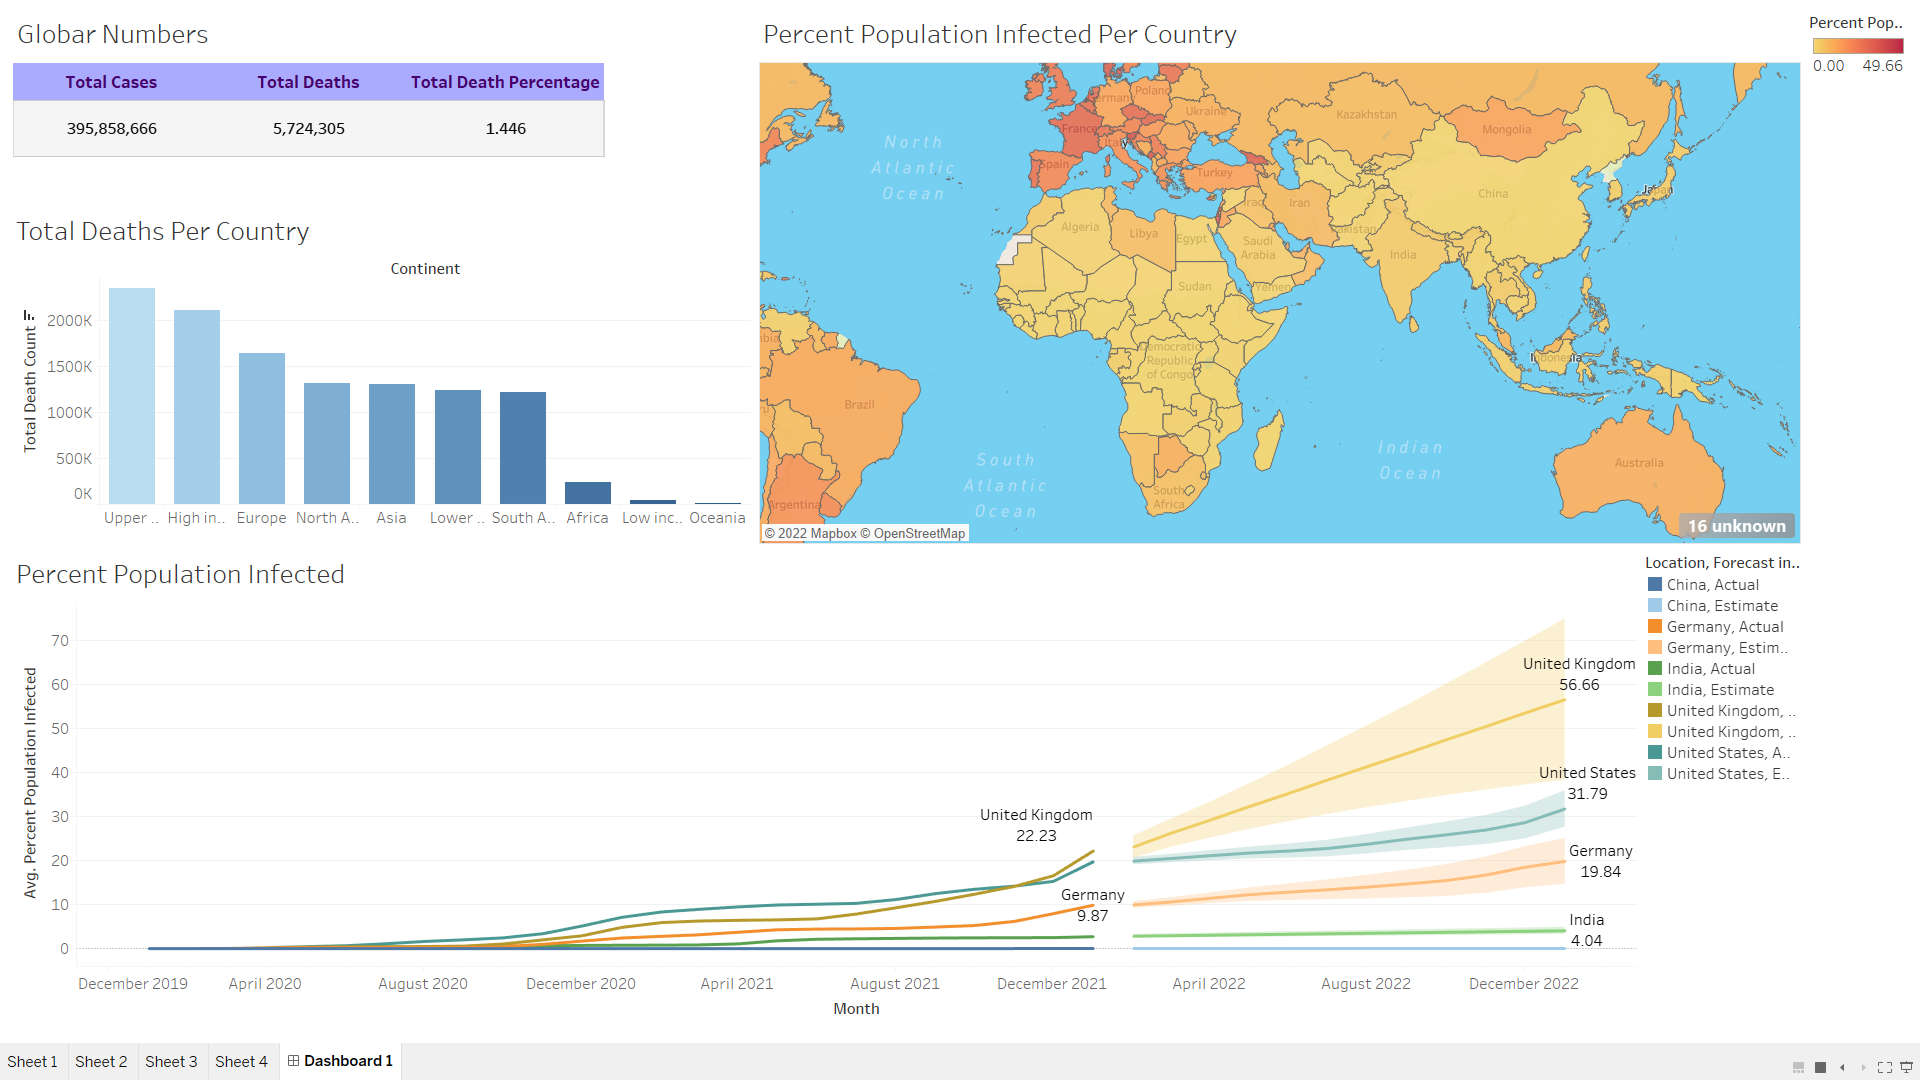 Globar Numbers
Total Cases Total Deaths Total Death Percentage
395,858,666 5,724,305 1.446
Total Deaths Per Country
Continent
Total Death Count
2000K
1500K
1000K
500K
0K
Upper .. High in.. Europe North A.. Asia Lower .. South A.. Africa Low inc.. Oceania
Percent Population Infected Per Country
North
Atlantic
Ocean
South
Atlantic
Ocean
Indian
Ocean
France
Spain
Poland
Ukraine
Turkey
Kazakhstan
Mongolia
China
Japan
Iran
India
Saudi
Arabia
Yemen
Algeria
Libya
Egypt
Sudan
Democratic
Republic
of Congo
South
Africa
Brazil
Argentina
Indonesia
Australia
16 unknown
© 2022 Mapbox © OpenStreetMap
Percent Pop..
0.00 49.66
Percent Population Infected
Avg. Percent Population Infected
70
60
50
40
30
20
10
0
United Kingdom
22.23
Germany
9.87
United Kingdom
56.66
United States
31.79
Germany
19.84
India
4.04
December 2019 April 2020 August 2020 December 2020 April 2021 August 2021 December 2021 April 2022 August 2022 December 2022
Month
Location, Forecast in..
China, Actual
China, Estimate
Germany, Actual
Germany, Estim..
India, Actual
India, Estimate
United Kingdom, ..
United Kingdom, ..
United States, A..
United States, E..
Sheet 1 Sheet 2 Sheet 3 Sheet 4 Dashboard 1